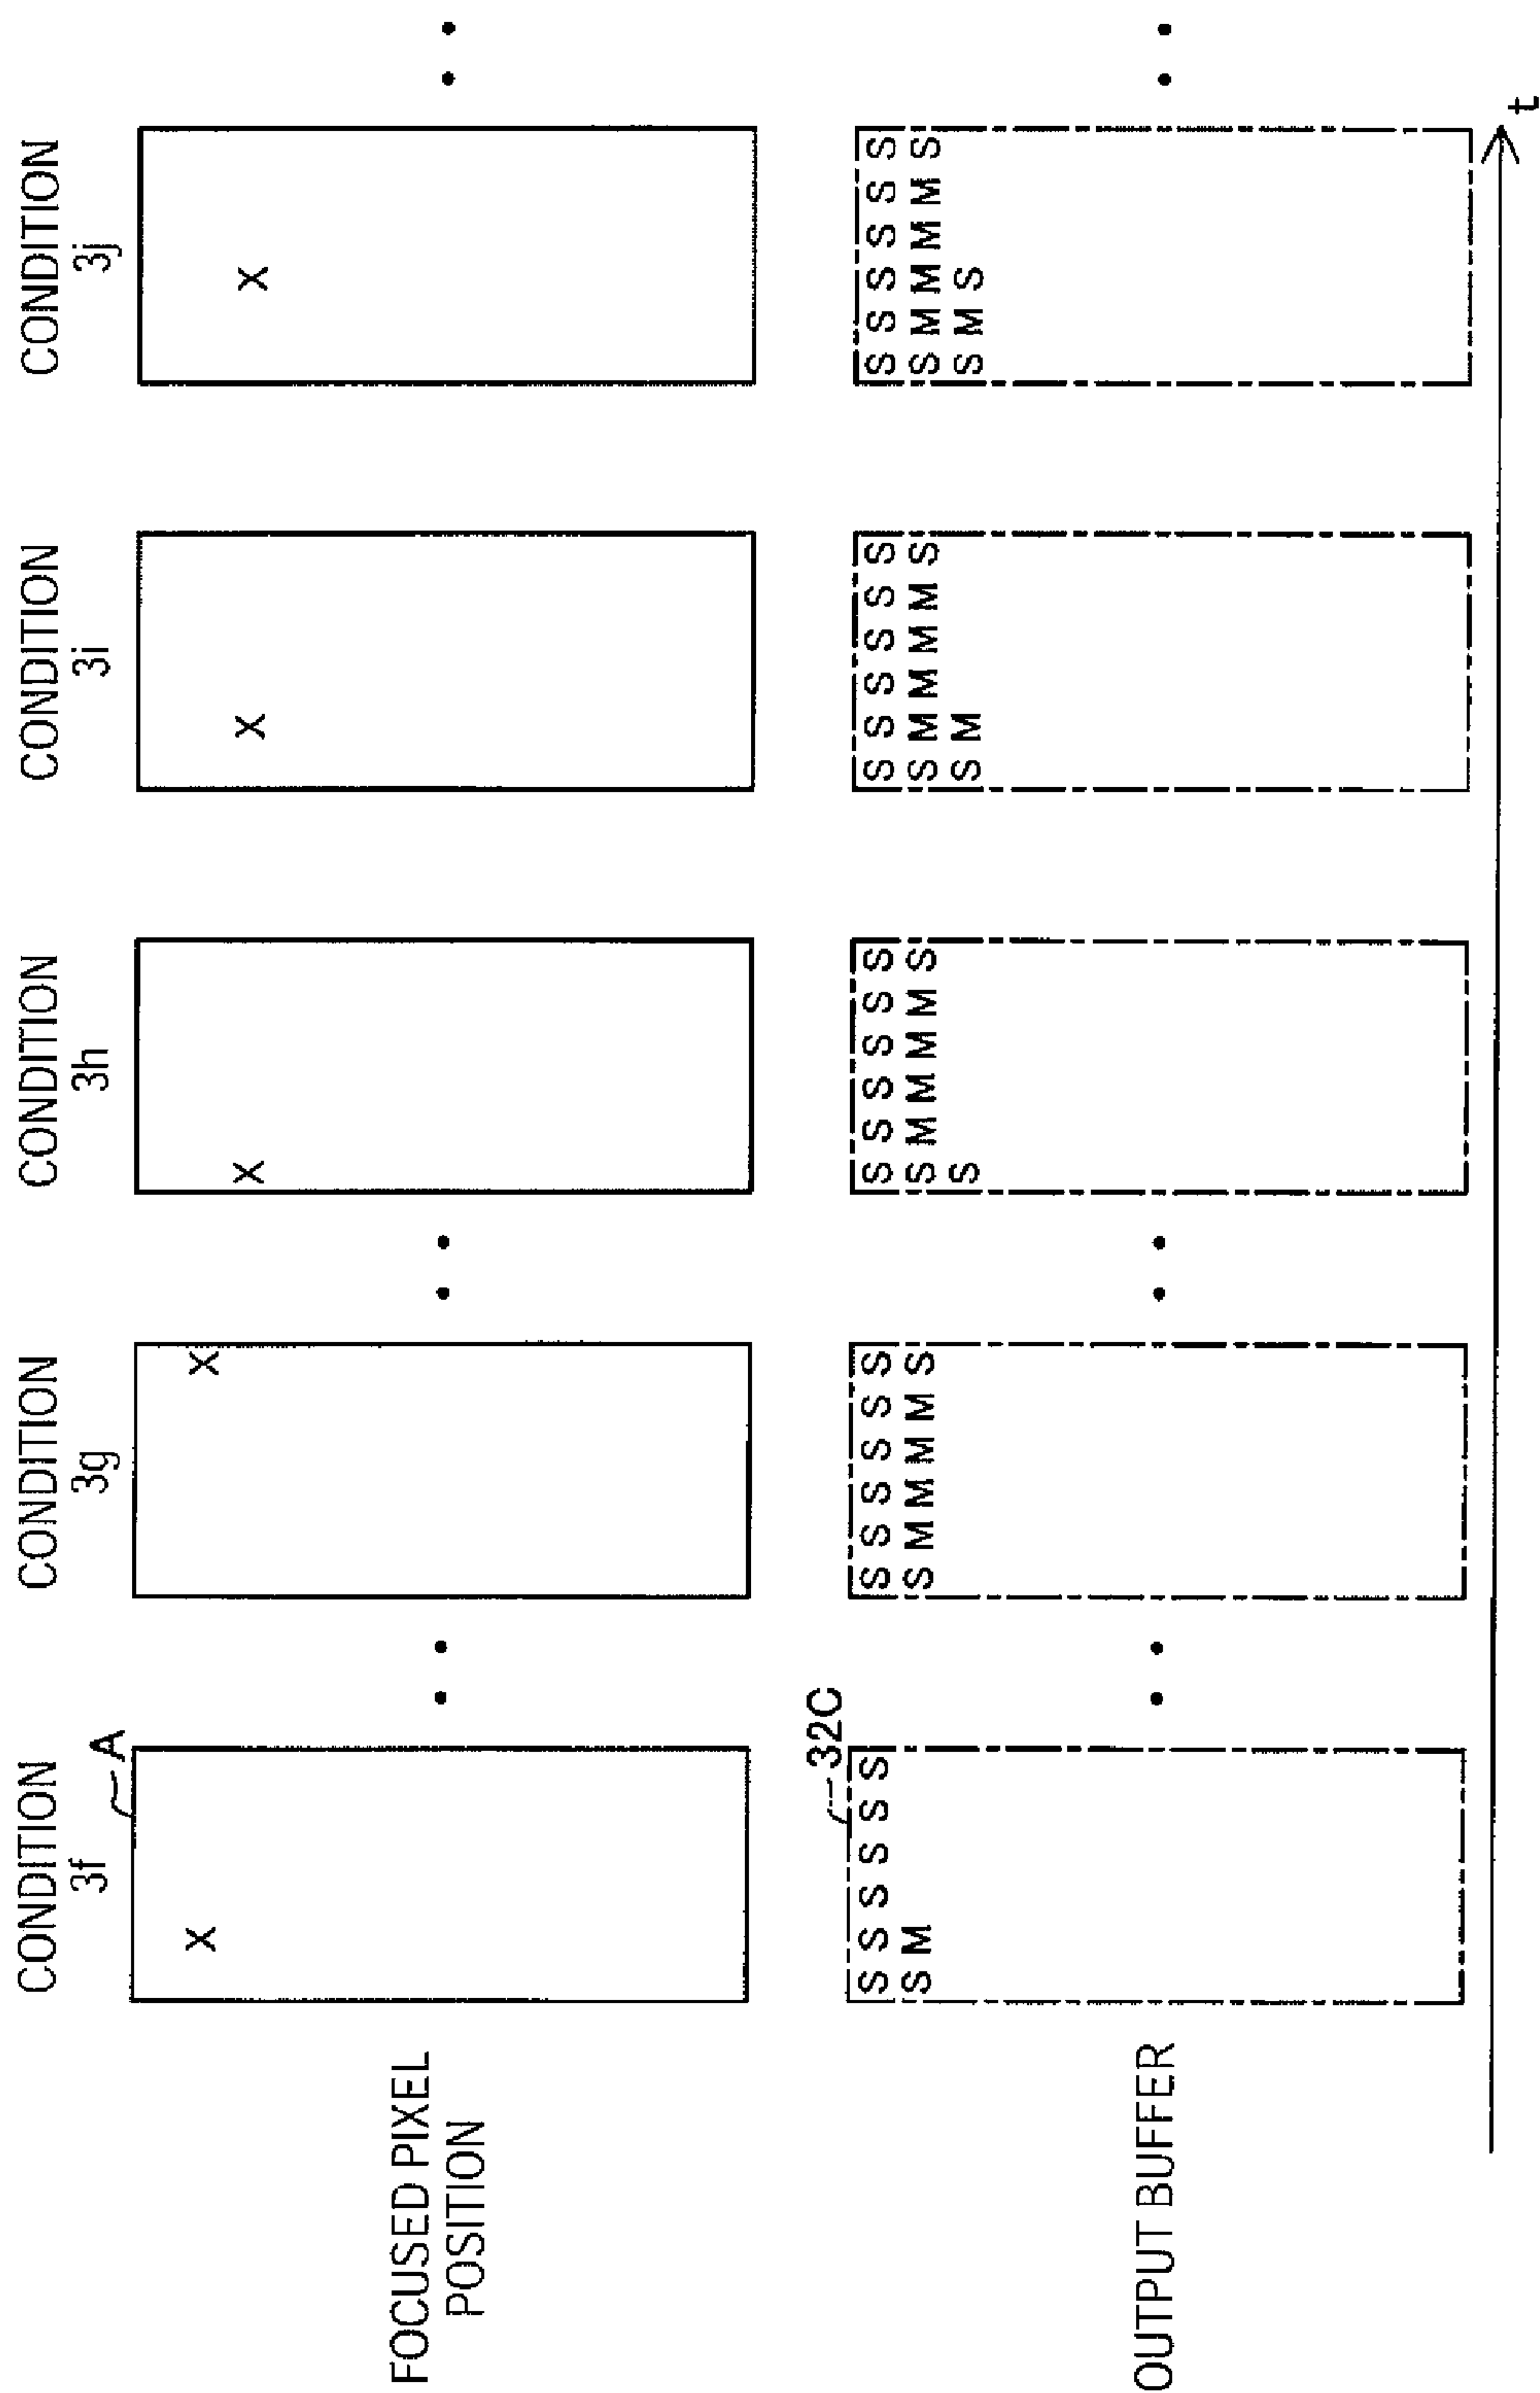 CONDITION
3f
CONDITION
3g
CONDITION
3h
CONDITION
3i
CONDITION
3j
A
FOCUSED PIXEL
POSITION
X
X
X
X
X
32C
OUTPUT BUFFER
S S S S S S
S M
S S S S S S
S M M M M S
S S S S S S
S M M M M S
S
S S S S S S
S M M M M S
S M
S S S S S S
S M M M M S
S M S
t